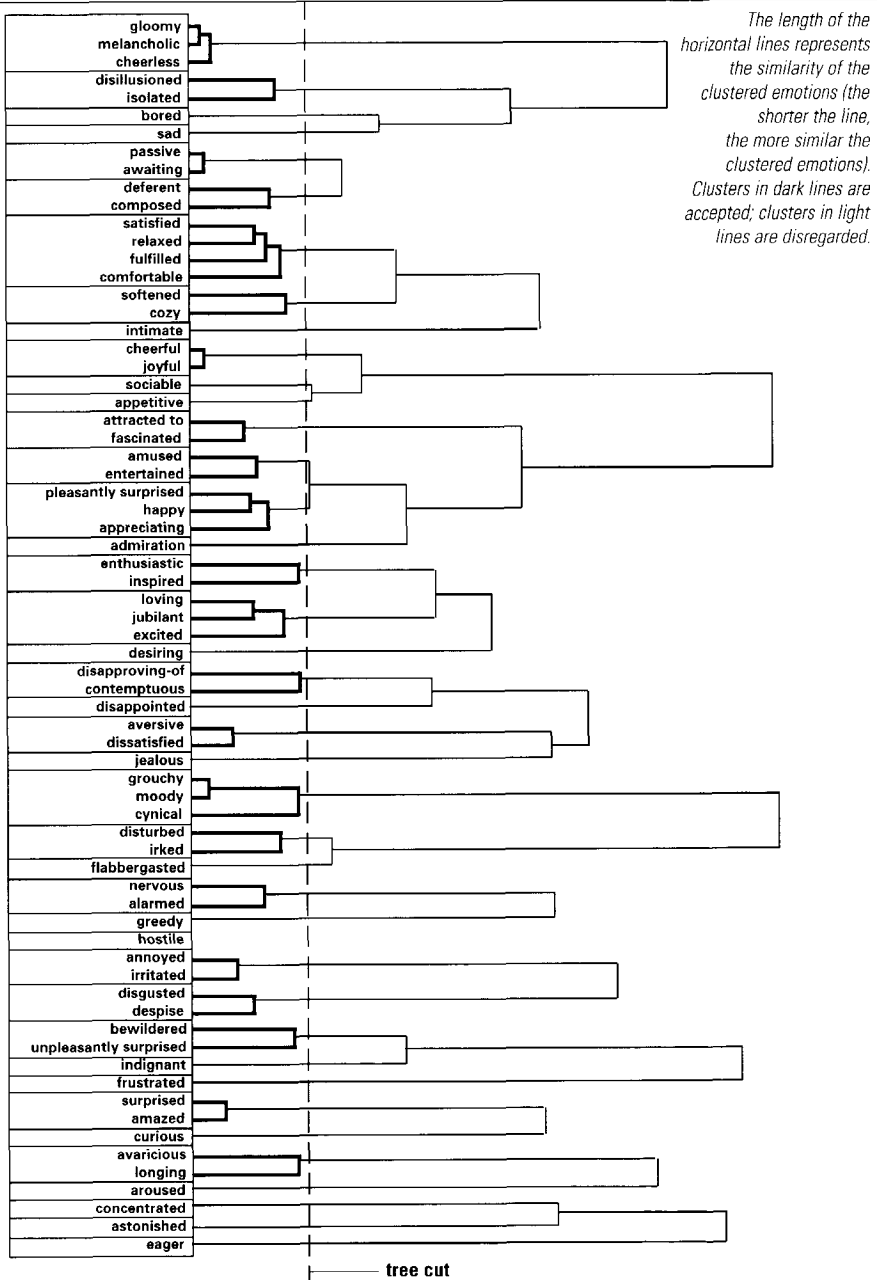 The length of the
horizontal lines represents
the similarity of the
clustered emotions (the
shorter the line,
the more similar the
clustered emotions).
Clusters in dark lines are
accepted; clusters in light
lines are disregarded.
gloomy
melancholic
cheerless
disillusioned
isolated
bored
sad
passive
awaiting
deferent
composed
satisfied
relaxed
fulfilled
comfortable
softened
cozy
intimate
cheerful
joyful
sociable
appetitive
attracted to
fascinated
amused
entertained
pleasantly surprised
happy
appreciating
admiration
enthusiastic
inspired
loving
jubilant
excited
desiring
disapproving-of
contemptuous
disappointed
aversive
dissatisfied
jealous
grouchy
moody
cynical
disturbed
irked
flabbergasted
nervous
alarmed
greedy
hostile
annoyed
irritated
disgusted
despise
bewildered
unpleasantly surprised
indignant
frustrated
surprised
amazed
curious
avaricious
longing
aroused
concentrated
astonished
eager
tree cut